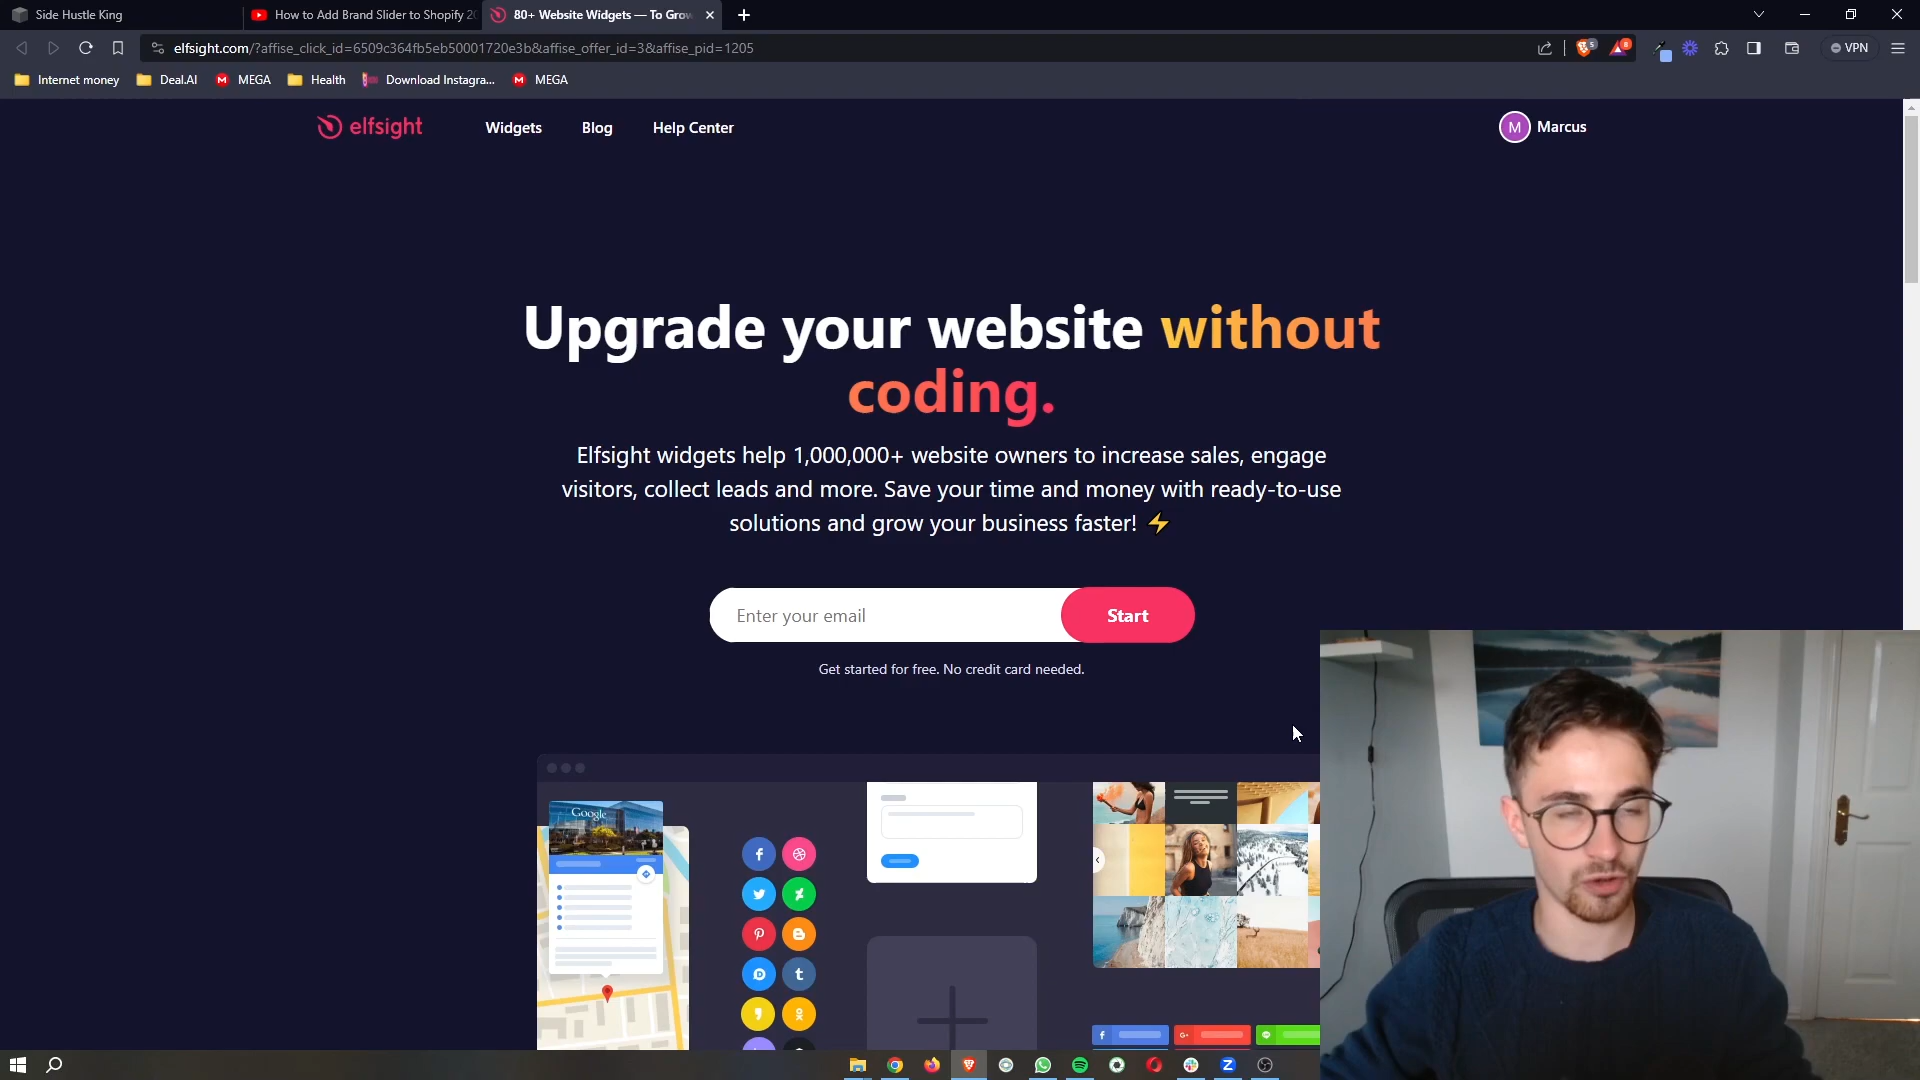 Side Hustle King
How to Add Brand Slider to Shopify 20
80+ Website Widgets — To Grow
elfsight.com/?affise_click_id=6509c364fb5eb50001720e3b&affise_offer_id=3&affise_pid=1205
VPN
Internet money
Deal.AI
MEGA
Health
Download Instagra...
MEGA
elfsight
Widgets
Blog
Help Center
M
Marcus
Upgrade your website without
coding.
Elfsight widgets help 1,000,000+ website owners to increase sales, engage
visitors, collect leads and more. Save your time and money with ready-to-use
solutions and grow your business faster! ⚡
Enter your email
Start
Get started for free. No credit card needed.
Google